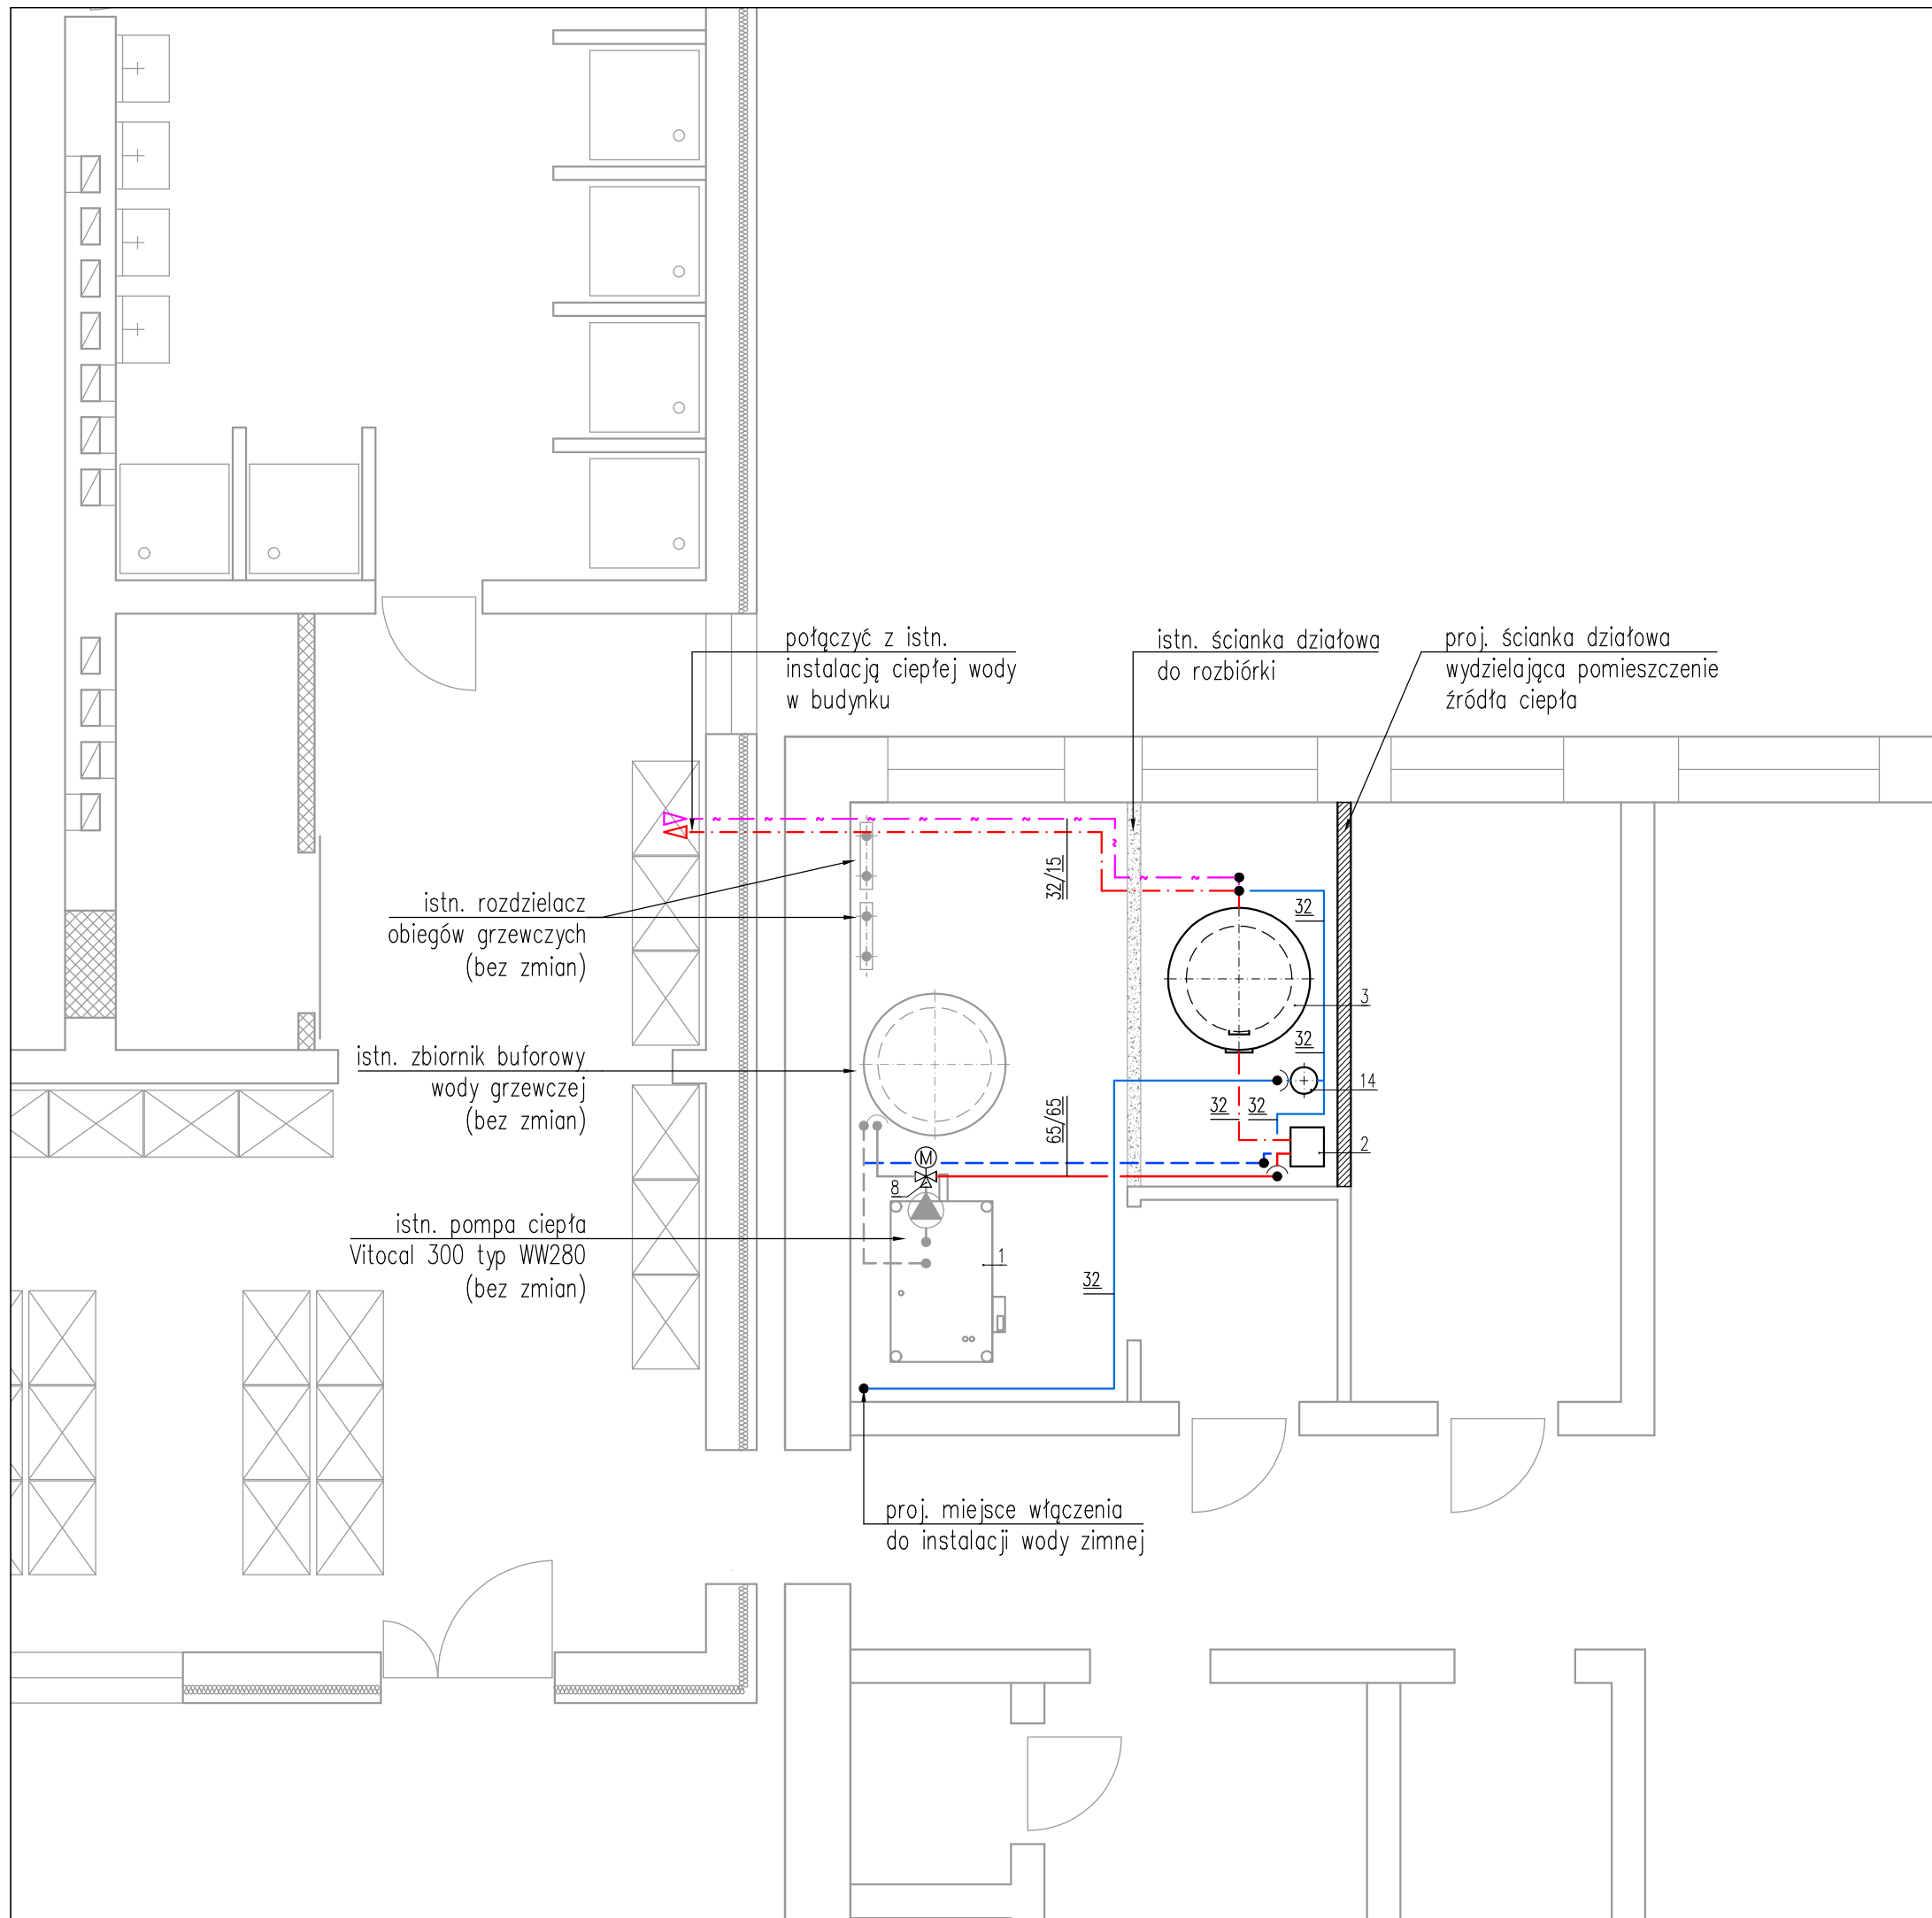 połączyć z istn.
instalacją ciepłej wody
w budynku
istn. ścianka działowa
do rozbiórki
proj. ścianka działowa
wydzielająca pomieszczenie
źródła ciepła
32/15
istn. rozdzielacz
obiegów grzewczych
(bez zmian)
32
3
istn. zbiornik buforowy
wody grzewczej
(bez zmian)
32
14
65/65
32
32
2
M
8
istn. pompa ciepła
Vitocal 300 typ WW280
(bez zmian)
1
32
proj. miejsce włączenia
do instalacji wody zimnej